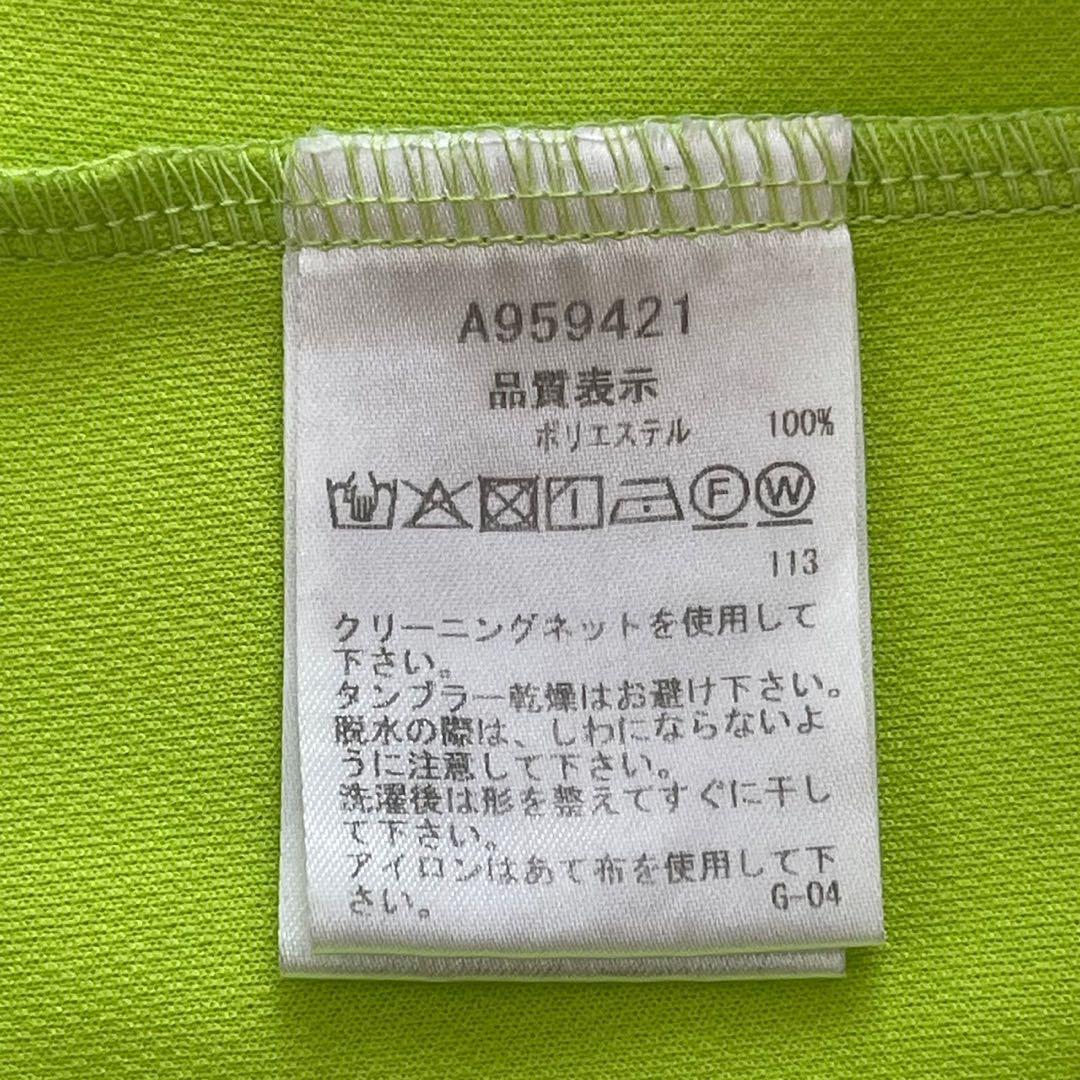 A959421
品質表示
ポリエステル 100%
F W
113
クリーニングネットを使用して
下さい。
タンブラー乾燥はお避け下さい。
脱水の際は、しわにならないよ
うに注意して下さい。
洗濯後は形を整えてすぐに干し
て下さい。
アイロンはあて布を使用して下
さい。
G-04